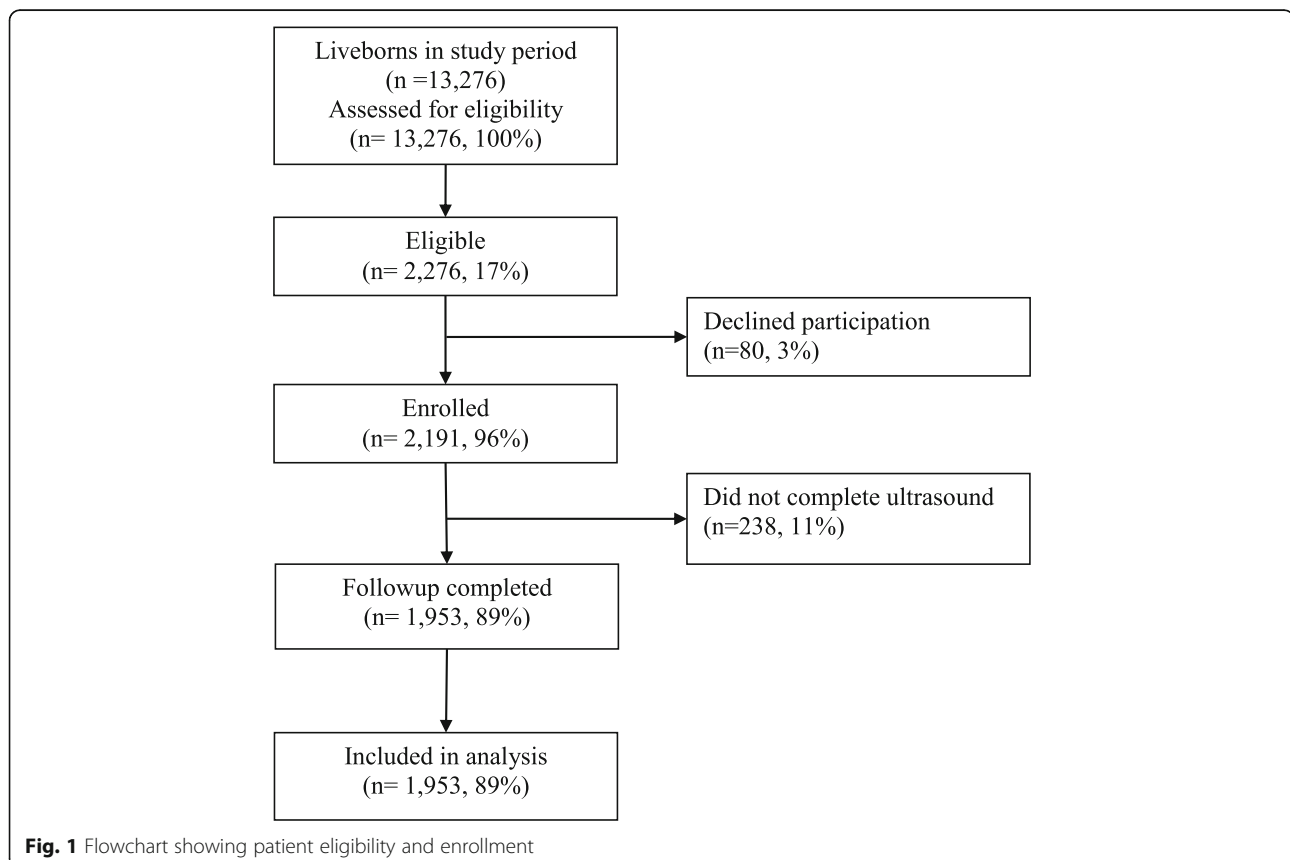 Liveborns in study period
(n =13,276)
Assessed for eligibility
(n= 13,276, 100%)
Eligible
(n= 2,276, 17%)
Declined participation
(n=80, 3%)
Enrolled
(n= 2,191, 96%)
Did not complete ultrasound
(n=238, 11%)
Followup completed
(n= 1,953, 89%)
Included in analysis
(n= 1,953, 89%)
Fig. 1 Flowchart showing patient eligibility and enrollment